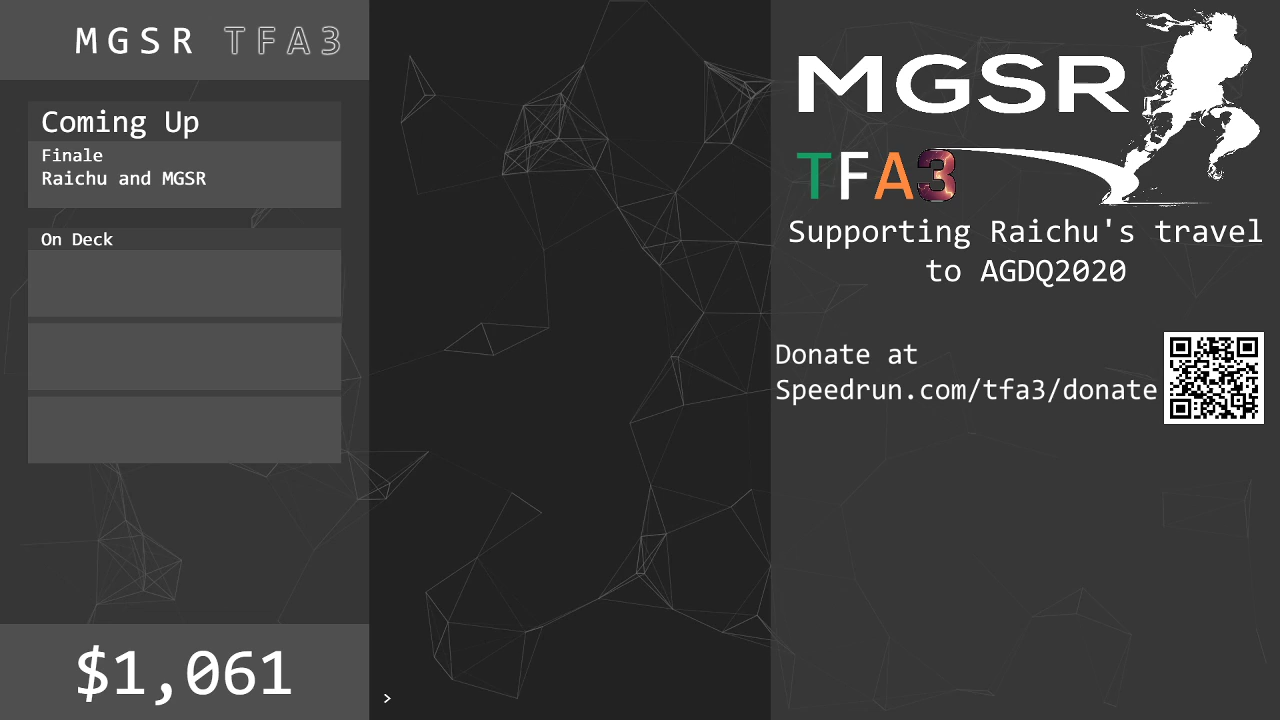 MGSR TFA3
Coming Up
Finale
Raichu and MGSR
On Deck
$1,061
>
MGSR
TFA3
Supporting Raichu's travel
to AGDQ2020
Donate at
Speedrun.com/tfa3/donate